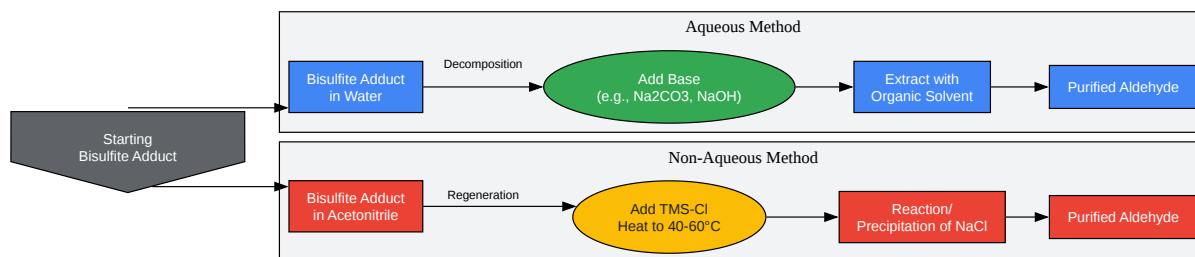 Aqueous Method
Bisulfite Adduct
in Water
Decomposition
Add Base
(e.g., Na2CO3, NaOH)
Extract with
Organic Solvent
Purified Aldehyde
Starting
Bisulfite Adduct
Non-Aqueous Method
Bisulfite Adduct
in Acetonitrile
Regeneration
Add TMS-Cl
Heat to 40-60°C
Reaction/
Precipitation of NaCl
Purified Aldehyde